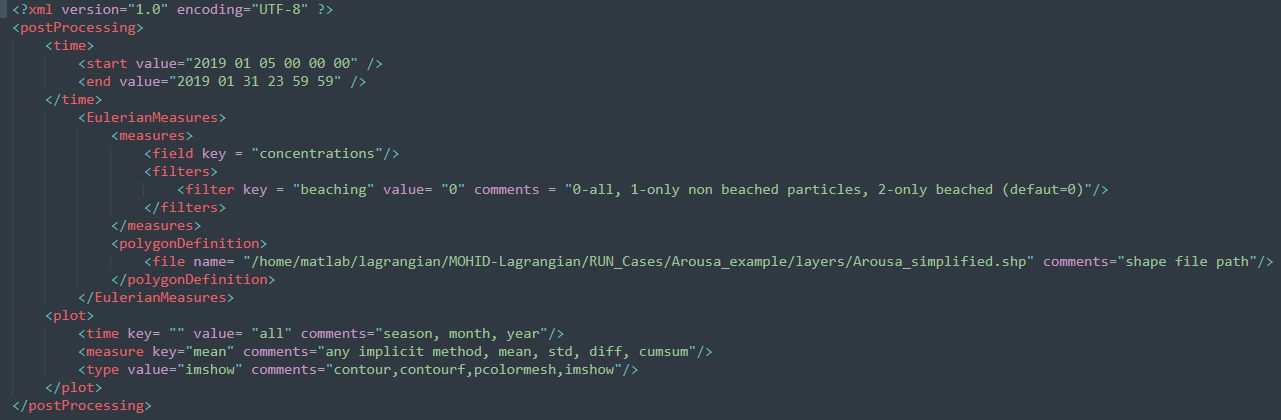 <?xml version="1.0" encoding="UTF-8" ?>
<postProcessing>
    <time>
        <start value="2019 01 05 00 00 00" />
        <end value="2019 01 31 23 59 59" />
    </time>
        <EulerianMeasures>
            <measures>
                <field key = "concentrations"/>
                <filters>
                    <filter key = "beaching" value= "0" comments = "0-all, 1-only non beached particles, 2-only beached (defaut=0)"/>
                </filters>
            </measures>
            <polygonDefinition>
                <file name= "/home/matlab/lagrangian/MOHID-Lagrangian/RUN_Cases/Arousa_example/layers/Arousa_simplified.shp" comments="shape file path"/>
            </polygonDefinition>
        </EulerianMeasures>
    <plot>
        <time key= "" value= "all" comments="season, month, year"/>
        <measure key="mean" comments="any implicit method, mean, std, diff, cumsum"/>
        <type value="imshow" comments="contour,contourf,pcolormesh,imshow"/>
    </plot>
</postProcessing>